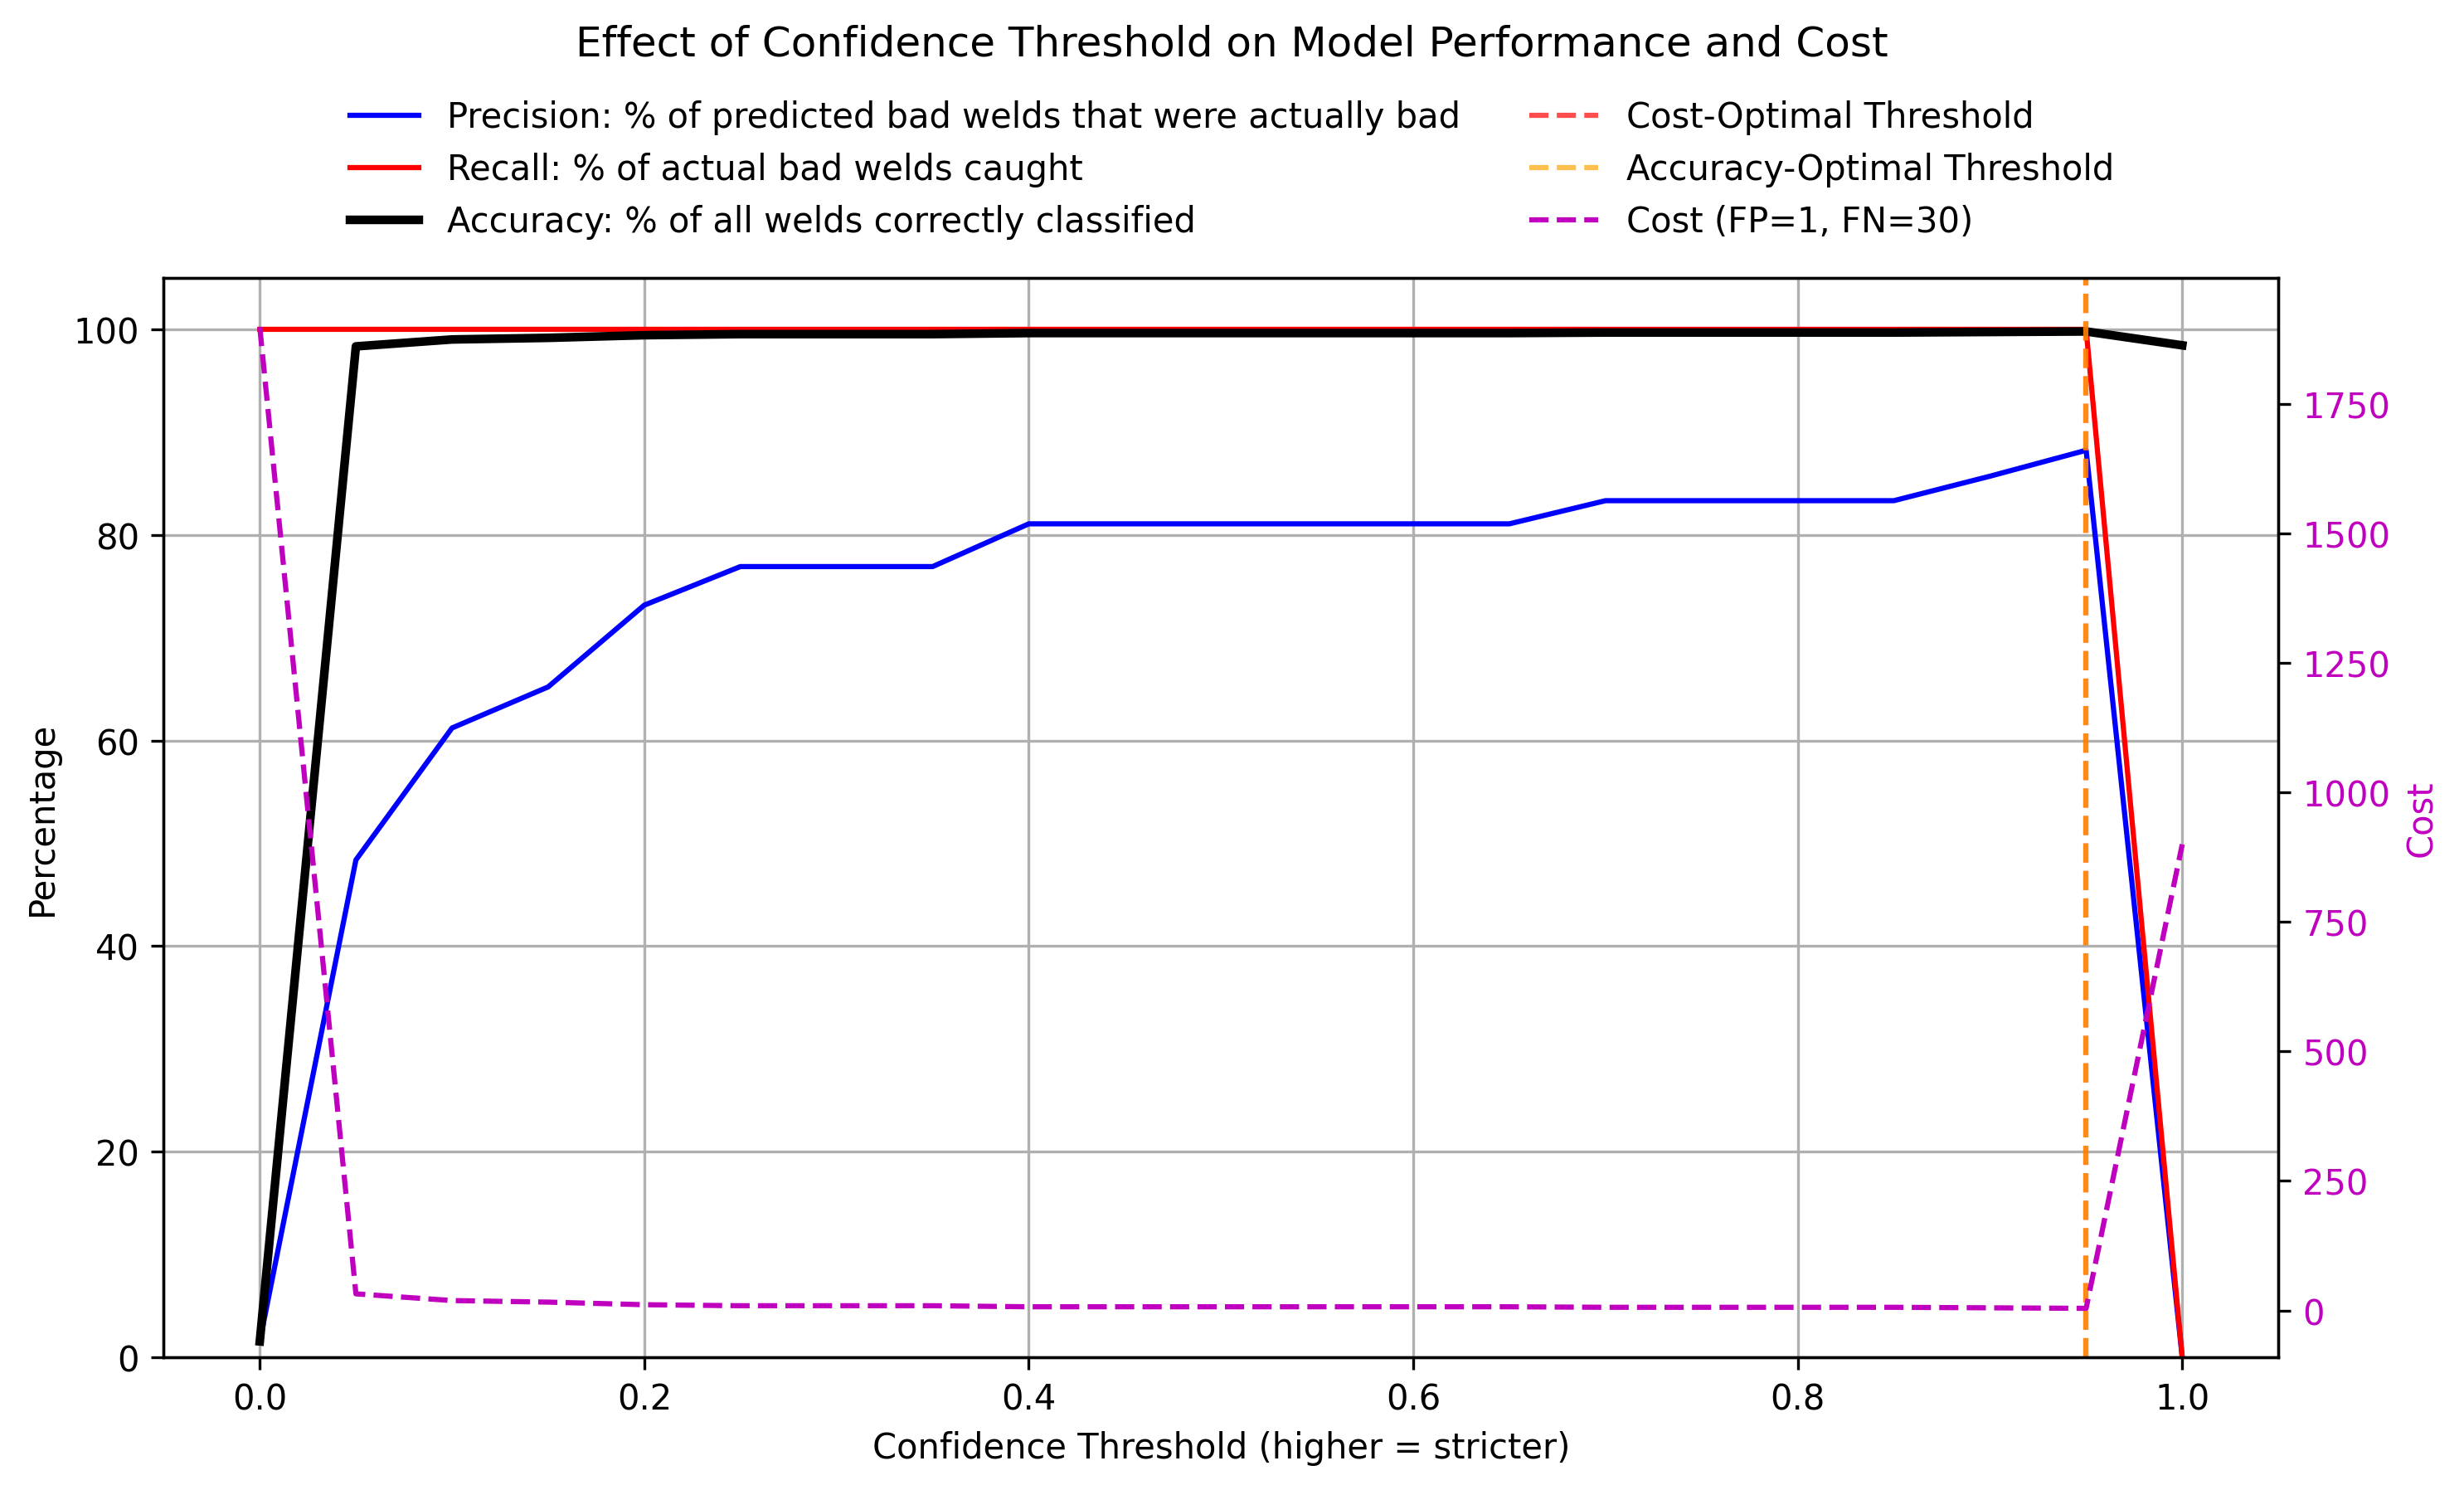 Effect of Confidence Threshold on Model Performance and Cost
Precision: % of predicted bad welds that were actually bad
Recall: % of actual bad welds caught
Accuracy: % of all welds correctly classified
Cost-Optimal Threshold
Accuracy-Optimal Threshold
Cost (FP=1, FN=30)
Percentage
100
80
60
40
20
0
0.0
0.2
0.4
0.6
0.8
1.0
Confidence Threshold (higher = stricter)
1750
1500
1250
1000
750
500
250
0
Cost